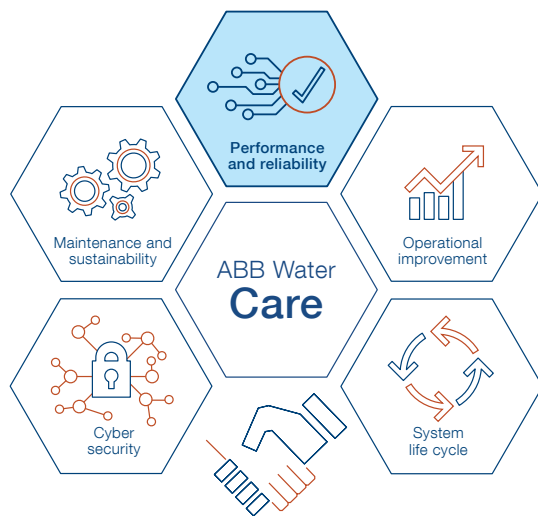 Performance
and reliability
Maintenance and
sustainability
Operational
improvement
ABB Water
Care
Cyber
security
System
life cycle